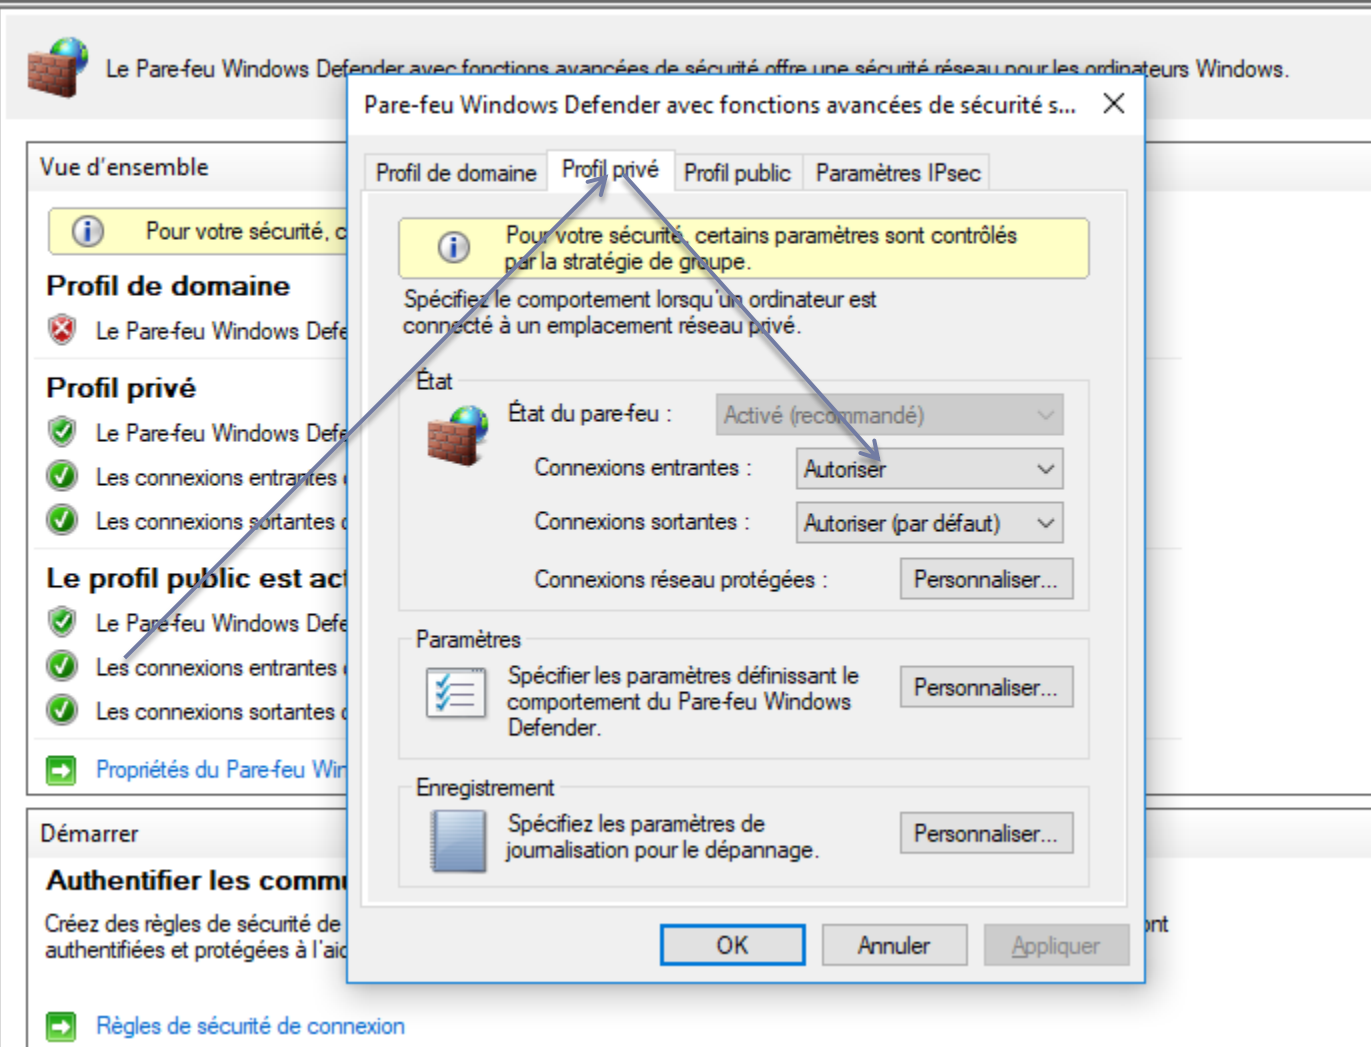 Le Pare-feu Windows Defender avec fonctions avancées de sécurité offre une sécurité réseau pour les ordinateurs Windows.
Vue d'ensemble
Pour votre sécurité, c
Profil de domaine
Le Pare-feu Windows Defe
Profil privé
Le Pare-feu Windows Defe
Les connexions entrantes
Les connexions sortantes
Le profil public est act
Le Pare-feu Windows Defe
Les connexions entrantes
Les connexions sortantes
Propriétés du Pare-feu Win
Démarrer
Authentifier les commu
Créez des règles de sécurité de
ont
authentifiées et protégées à l'aid
Règles de sécurité de connexion
Pare-feu Windows Defender avec fonctions avancées de sécurité s...
Profil de domaine Profil privé Profil public Paramètres IPsec
Pour votre sécurité, certains paramètres sont contrôlés
par la stratégie de groupe.
Spécifiez le comportement lorsqu'un ordinateur est
connecté à un emplacement réseau privé.
État
État du pare-feu : Activé (recommandé)
Connexions entrantes : Autoriser
Connexions sortantes : Autoriser (par défaut)
Connexions réseau protégées : Personnaliser...
Paramètres
Spécifier les paramètres définissant le
comportement du Pare-feu Windows
Defender.
Personnaliser...
Enregistrement
Spécifiez les paramètres de
journalisation pour le dépannage.
Personnaliser...
OK Annuler Appliquer